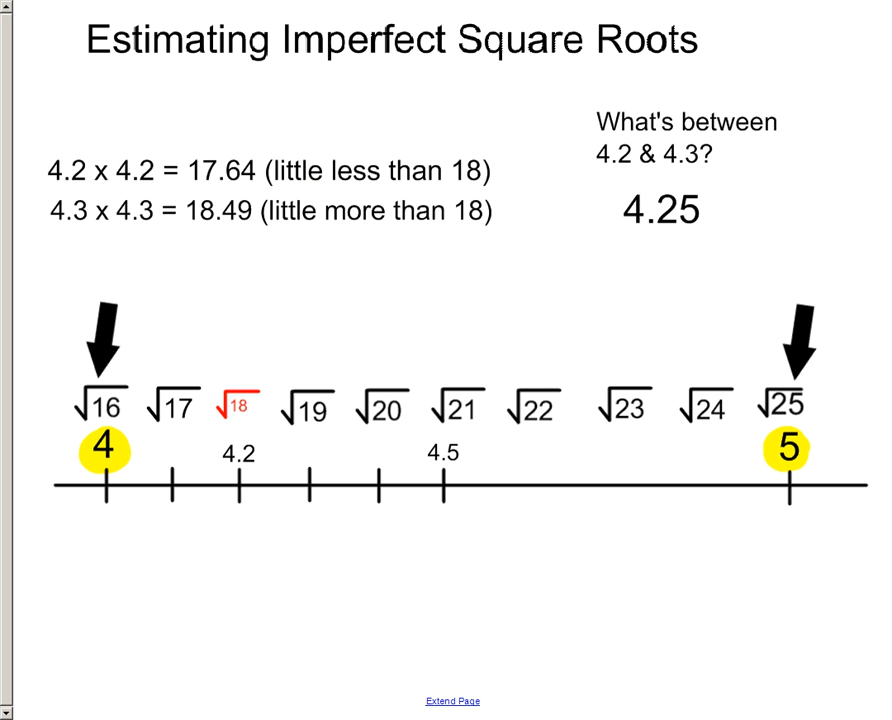 Estimating Imperfect Square Roots
What's between
4.2 & 4.3?
4.25
4.2 x 4.2 = 17.64 (little less than 18)
4.3 x 4.3 = 18.49 (little more than 18)
√16 √17 √18 √19 √20 √21 √22 √23 √24 √25
4 4.2 4.5 5
Extend Page